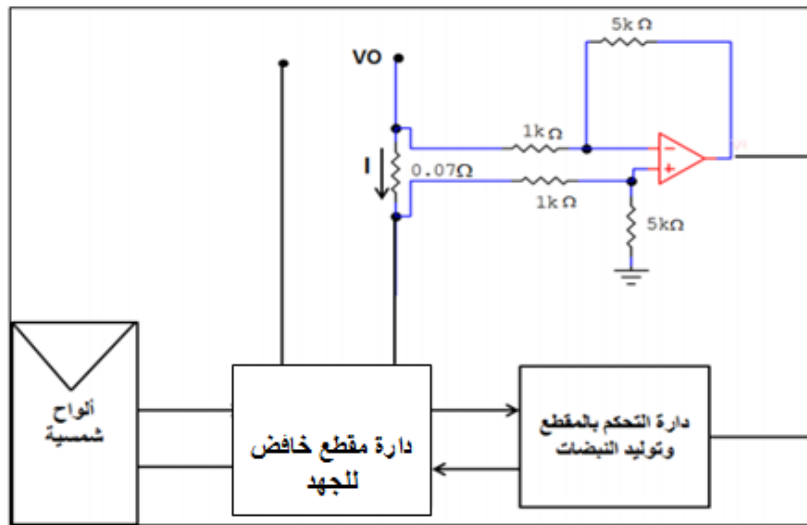 5kΩ
VO
1kΩ
I
0.07Ω
1kΩ
5kΩ
ألواح
شمسية
دارة مقطع خافض
للجهد
دارة التحكم بالمقطع
وتوليد النبضات